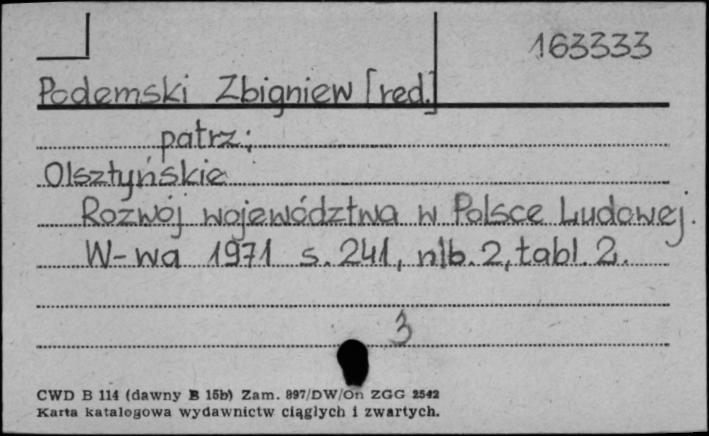 163333
Podemski Zbigniew [red.]
patrz:
Olsztyńskie
Rozwój województwa w Polsce Ludowej.
W-wa 1971 s. 241, nlb. 2, tabl. 2.
3
CWD B 114 (dawny B 15b) Zam. 897/DW/On ZGG 2542
Karta katalogowa wydawnictw ciągłych i zwartych.